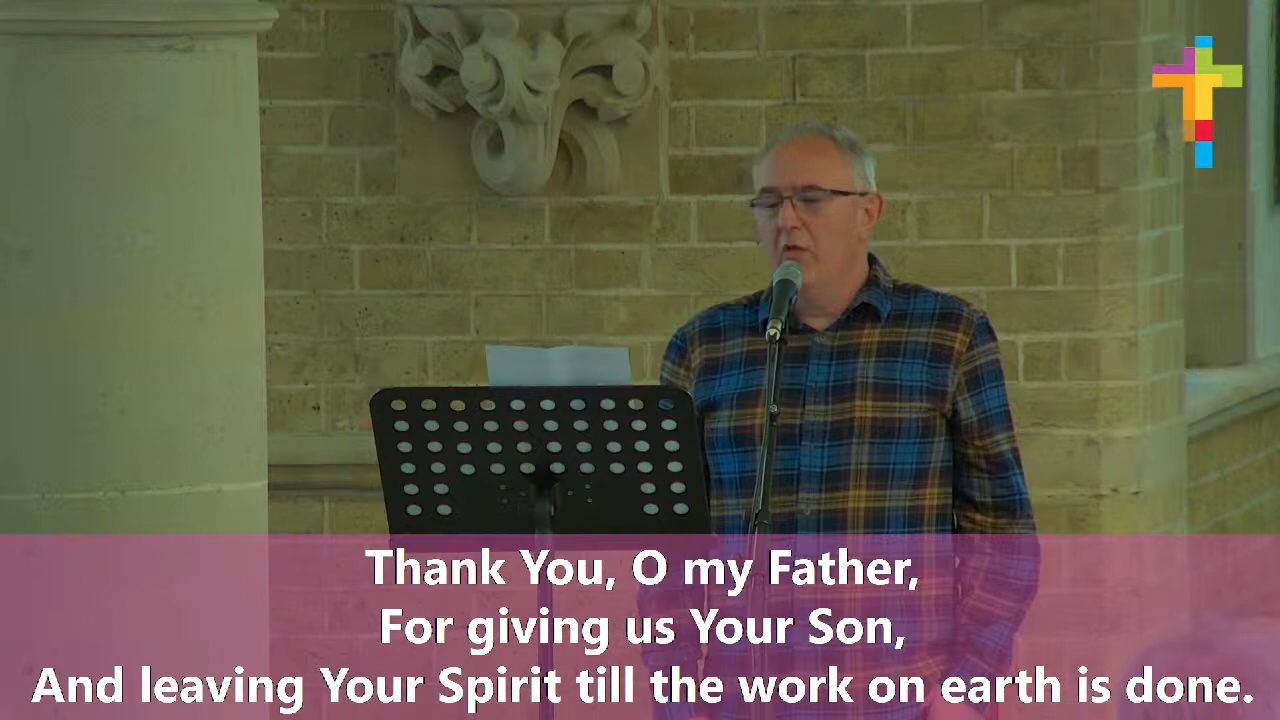 Thank You, O my Father,
For giving us Your Son,
And leaving Your Spirit till the work on earth is done.